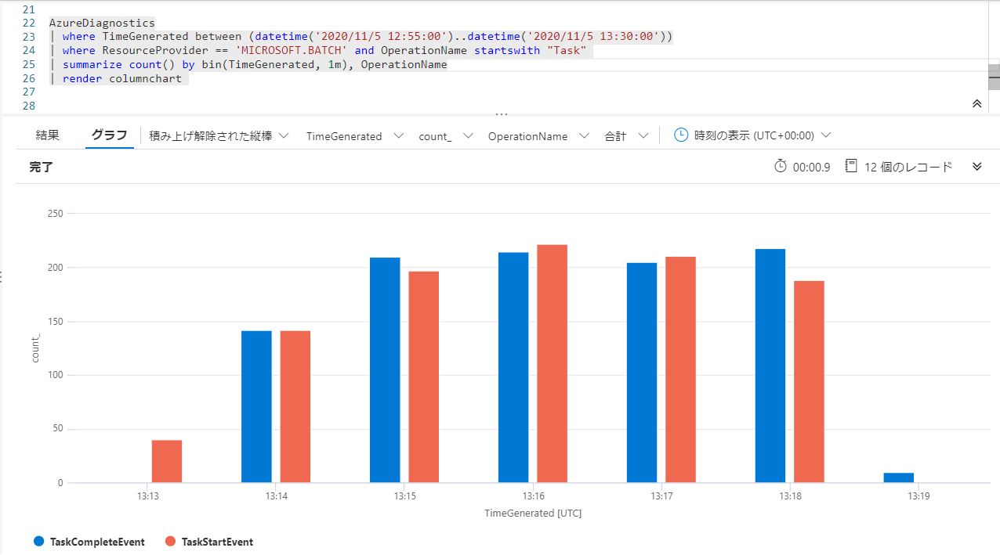 21
22 AzureDiagnostics
23 | where TimeGenerated between (datetime('2020/11/5 12:55:00')..datetime('2020/11/5 13:30:00'))
24 | where ResourceProvider == 'MICROSOFT.BATCH' and OperationName startswith "Task"
25 | summarize count() by bin(TimeGenerated, 1m), OperationName
26 | render columnchart
27
28
結果 グラフ 積み上げ解除された縦棒 TimeGenerated count_ OperationName 合計 時刻の表示 (UTC+00:00)
完了 00:00.9 12 個のレコード
250
200
150
100
50
0
count_
13:13 13:14 13:15 13:16 13:17 13:18 13:19
TimeGenerated [UTC]
TaskCompleteEvent TaskStartEvent